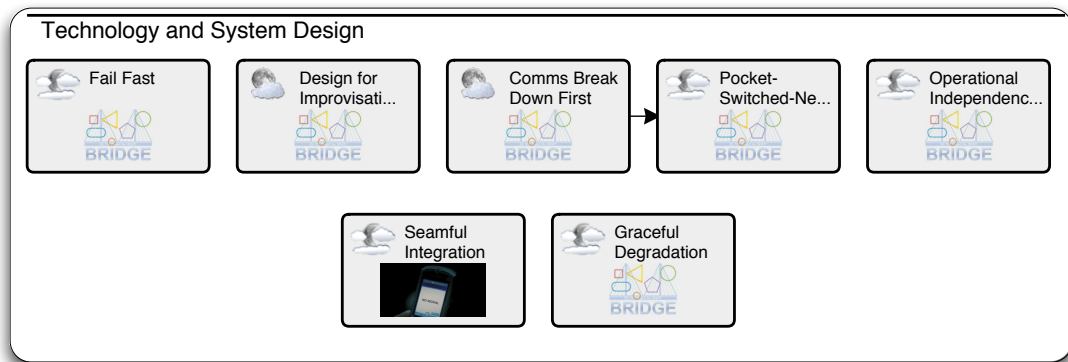 Technology and System Design
Fail Fast
BRIDGE
Design for
Improvisati...
BRIDGE
Comms Break
Down First
BRIDGE
Pocket-
Switched-Ne...
BRIDGE
Operational
Independenc...
BRIDGE
Seamful
Integration
Graceful
Degradation
BRIDGE